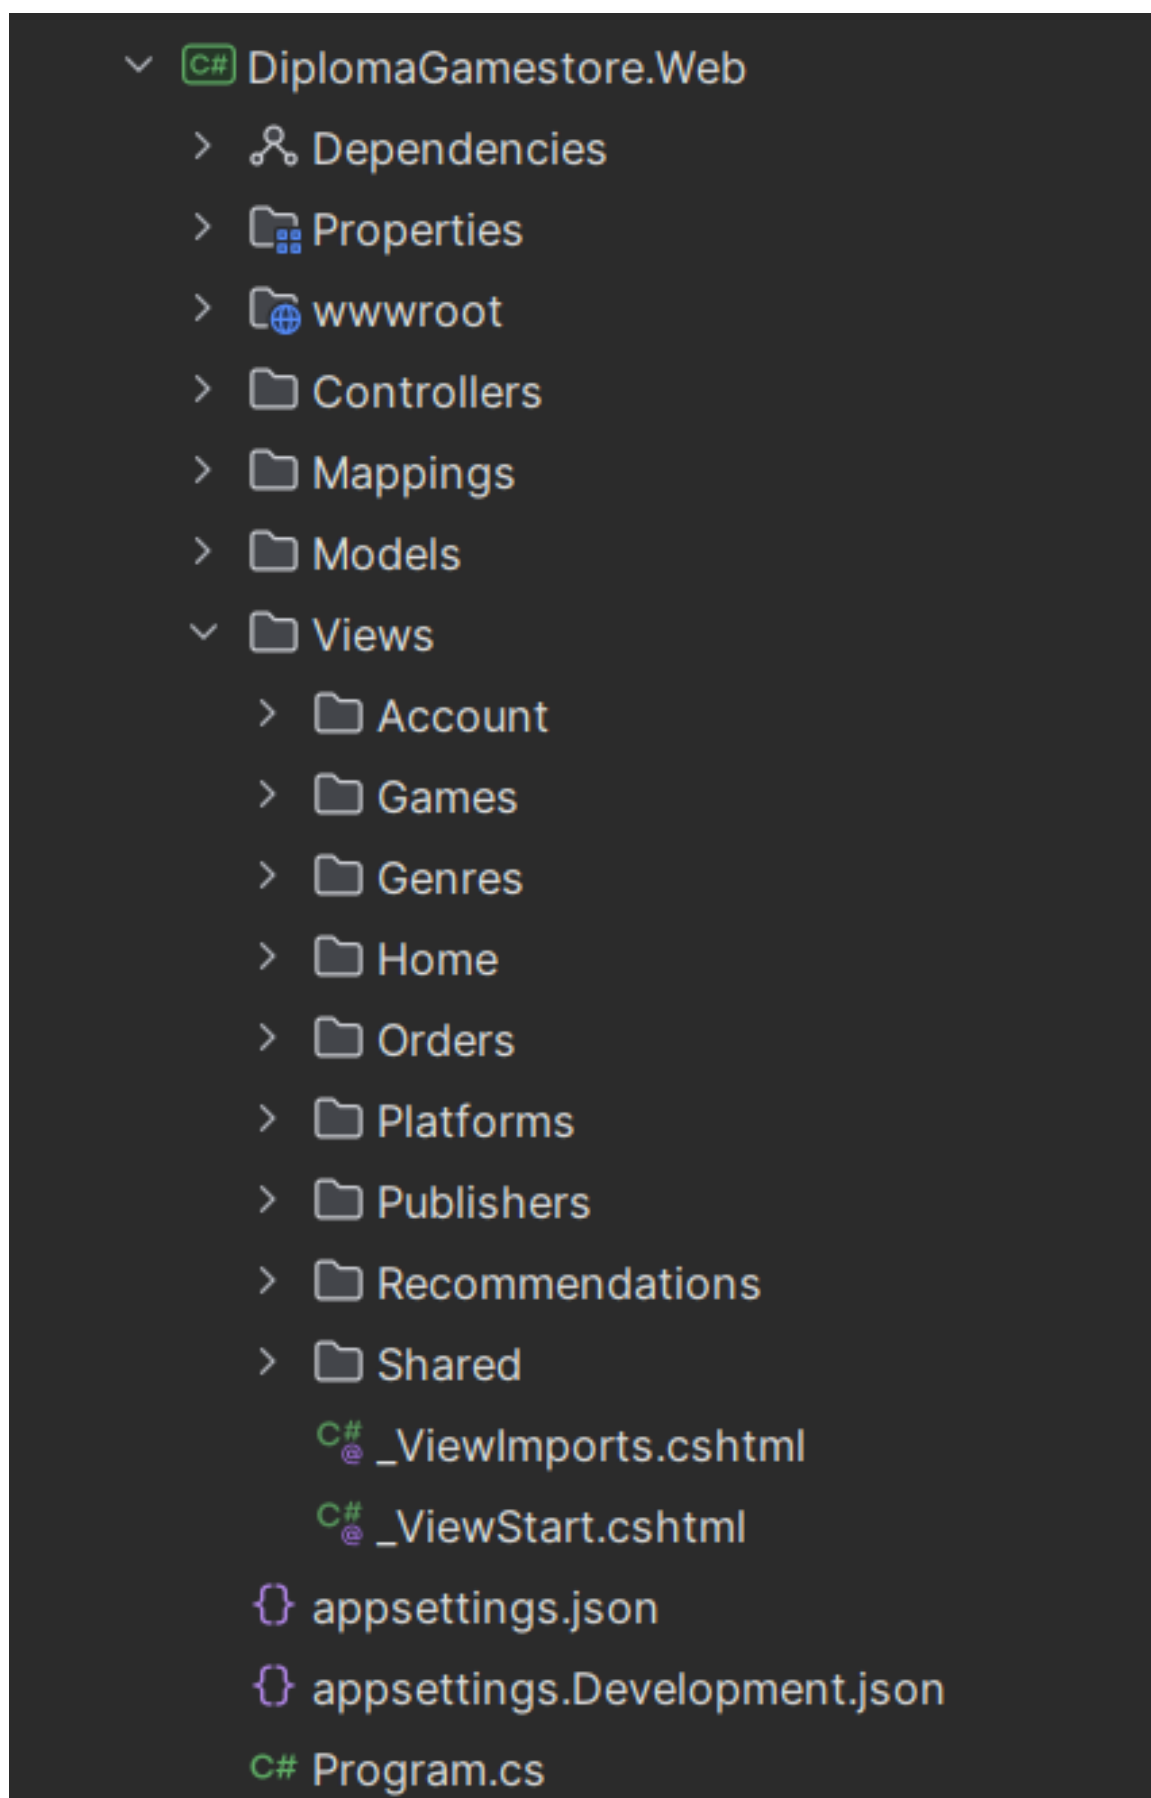 C# DiplomaGamestore.Web
Dependencies
Properties
wwwroot
Controllers
Mappings
Models
Views
Account
Games
Genres
Home
Orders
Platforms
Publishers
Recommendations
Shared
C#@ _ViewImports.cshtml
C#@ _ViewStart.cshtml
{} appsettings.json
{} appsettings.Development.json
C# Program.cs